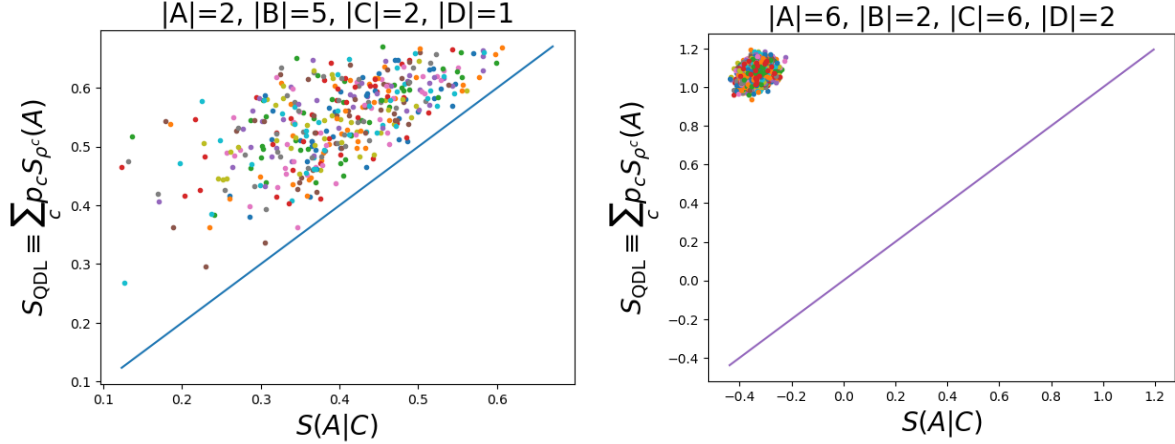 |A|=2, |B|=5, |C|=2, |D|=1
S_QDL ≡ ∑_c p_c S_ρ^c (A)
0.6
0.5
0.4
0.3
0.2
0.1
0.1 0.2 0.3 0.4 0.5 0.6
S(A|C)
|A|=6, |B|=2, |C|=6, |D|=2
S_QDL ≡ ∑_c p_c S_ρ^c (A)
1.2
1.0
0.8
0.6
0.4
0.2
0.0
−0.2
−0.4
−0.4 −0.2 0.0 0.2 0.4 0.6 0.8 1.0 1.2
S(A|C)